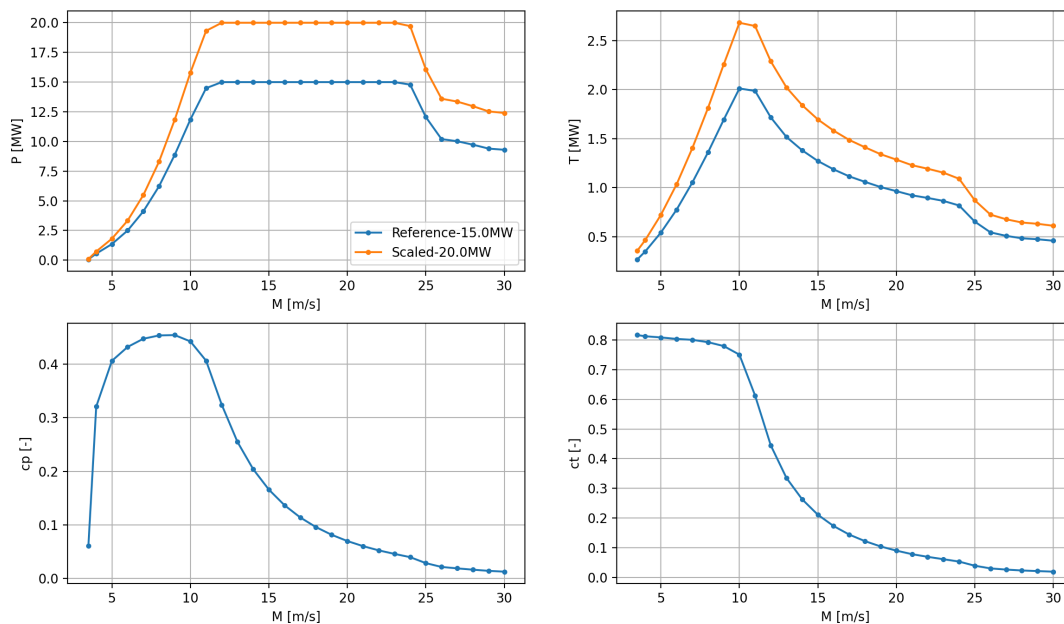 20.0
17.5
15.0
12.5
10.0
7.5
5.0
2.5
0.0
P [MW]
5 10 15 20 25 30
M [m/s]
Reference-15.0MW
Scaled-20.0MW
2.5
2.0
1.5
1.0
0.5
T [MW]
5 10 15 20 25 30
M [m/s]
0.4
0.3
0.2
0.1
0.0
cp [-]
5 10 15 20 25 30
M [m/s]
0.8
0.7
0.6
0.5
0.4
0.3
0.2
0.1
0.0
ct [-]
5 10 15 20 25 30
M [m/s]